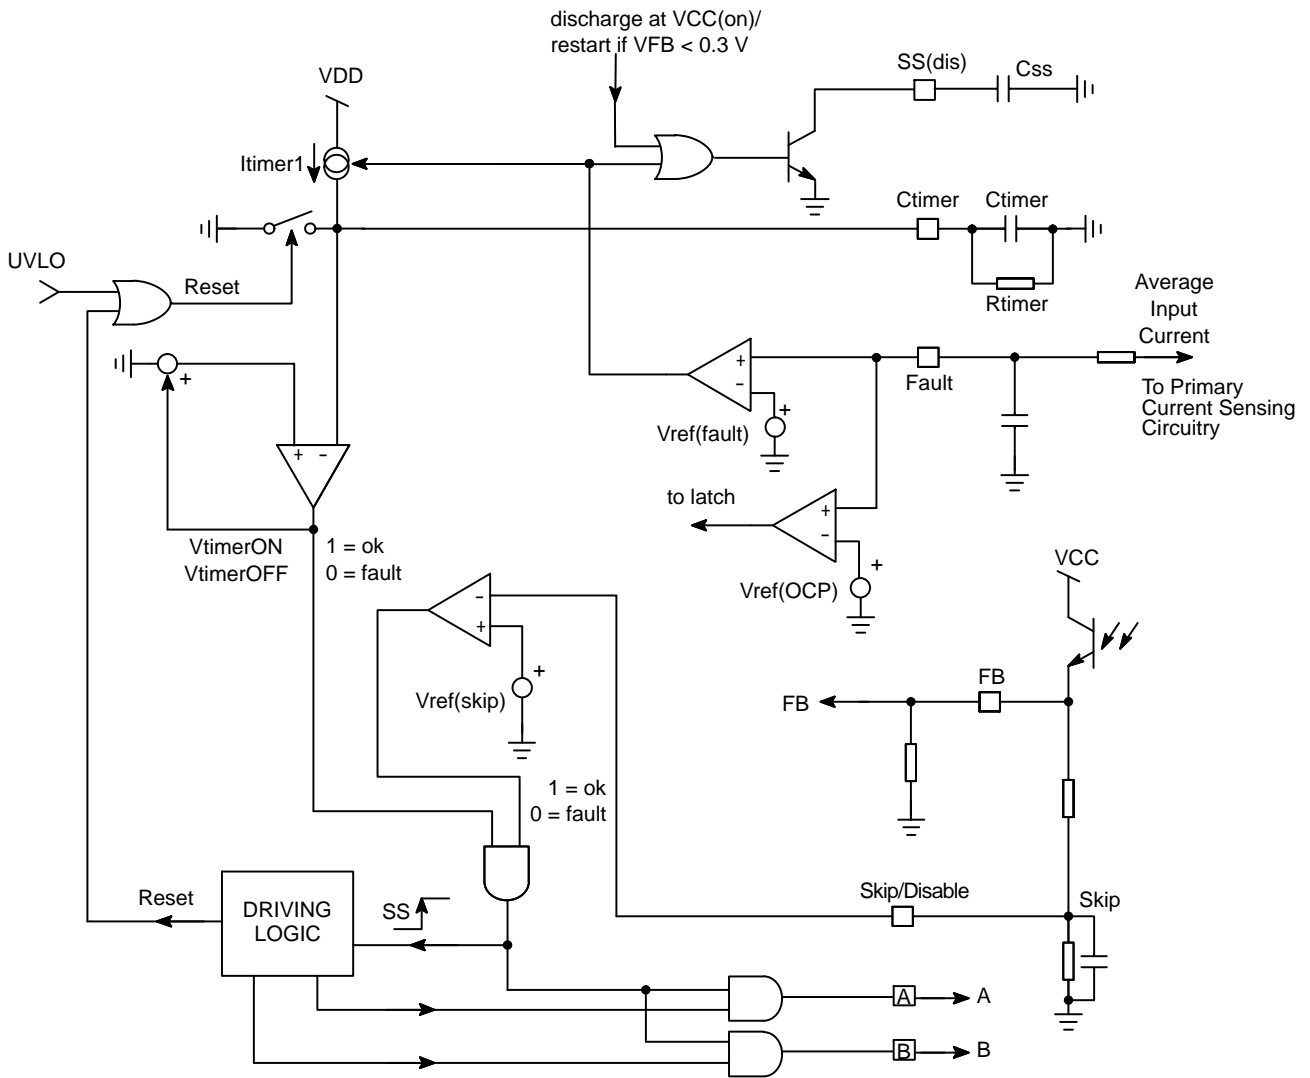 discharge at VCC(on)/
restart if VFB < 0.3 V
SS(dis)
Css
VDD
Itimer1
Ctimer
Ctimer
UVLO
Reset
Rtimer
Average
Input
Current
+
+
-
Fault
+
To Primary
Current Sensing
Circuitry
Vref(fault)
+ -
to latch
+
-
VtimerON
VtimerOFF
1 = ok
0 = fault
+
Vref(OCP)
VCC
-
+
+
Vref(skip)
FB
FB
1 = ok
0 = fault
Skip/Disable
Skip
Reset
DRIVING
LOGIC
SS
A
A
B
B